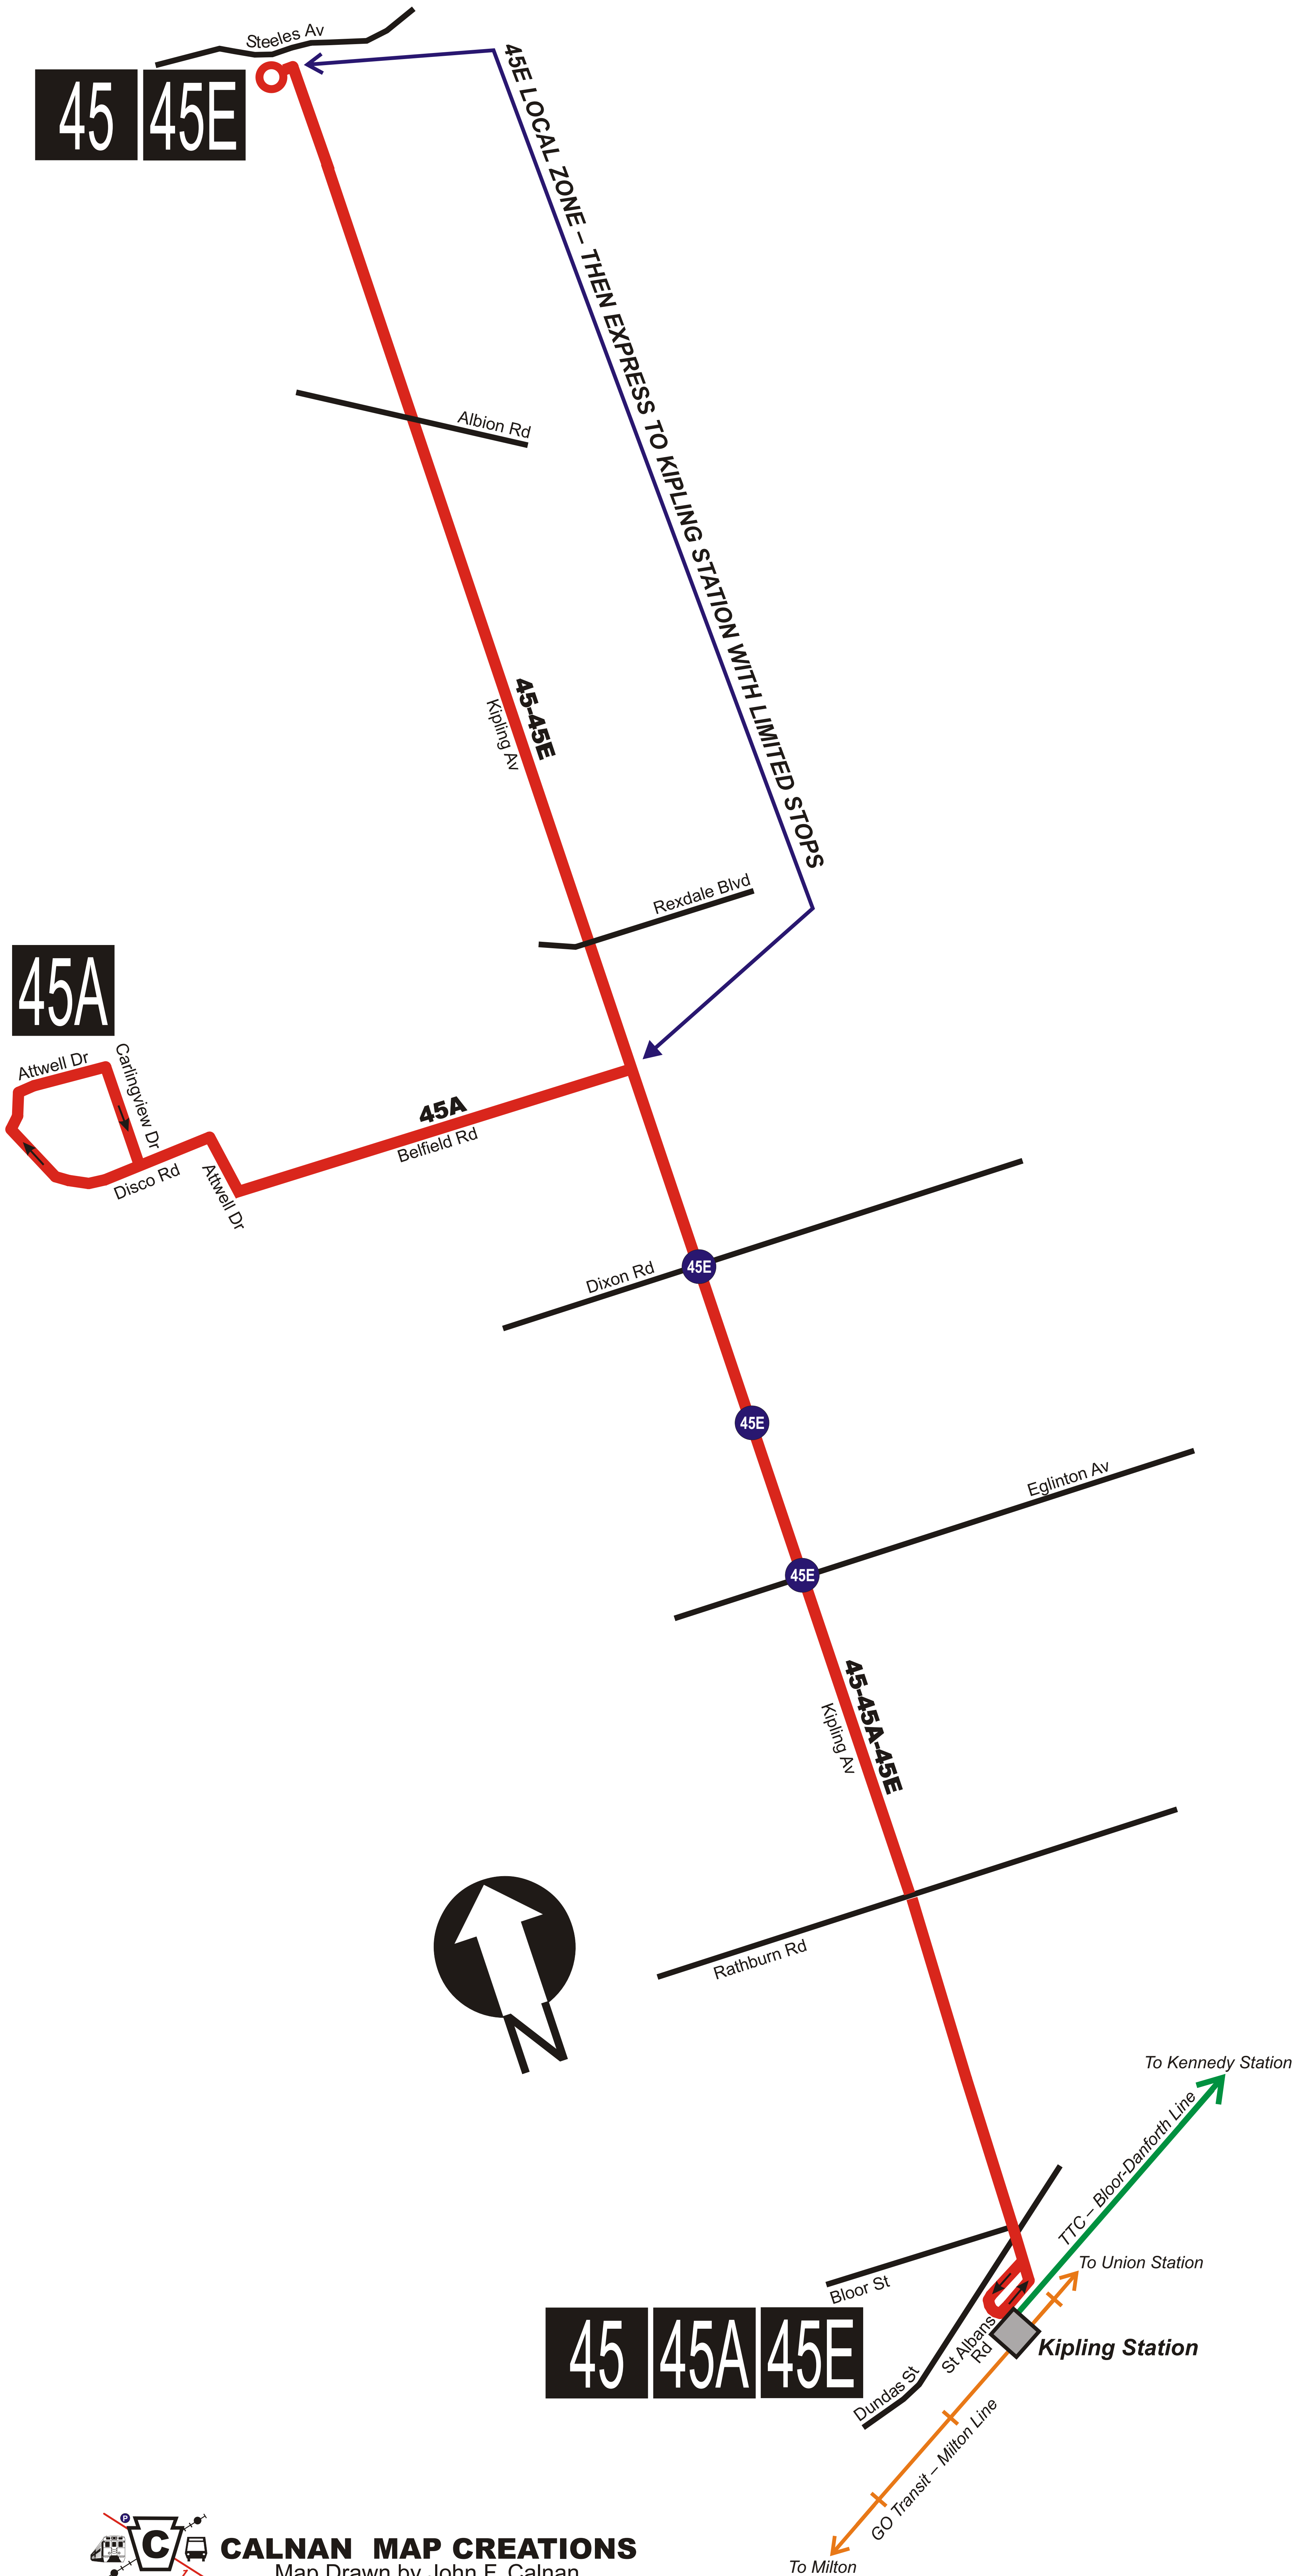 Steeles Av
45 45E
45E LOCAL ZONE – THEN EXPRESS TO KIPLING STATION WITH LIMITED STOPS
Albion Rd
45-45E
Kipling Av
Rexdale Blvd
45A
Attwell Dr
Carlingview Dr
45A
Belfield Rd
Disco Rd
Attwell Dr
Dixon Rd
45E
45E
Eglinton Av
45E
45-45A-45E
Kipling Av
Rathburn Rd
N
To Kennedy Station
TTC – Bloor-Danforth Line
To Union Station
Bloor St
45 45A 45E
St Albans
Rd
Kipling Station
Dundas St
GO Transit – Milton Line
To Milton
P
C
CALNAN MAP CREATIONS
Map Drawn by John F. Calnan